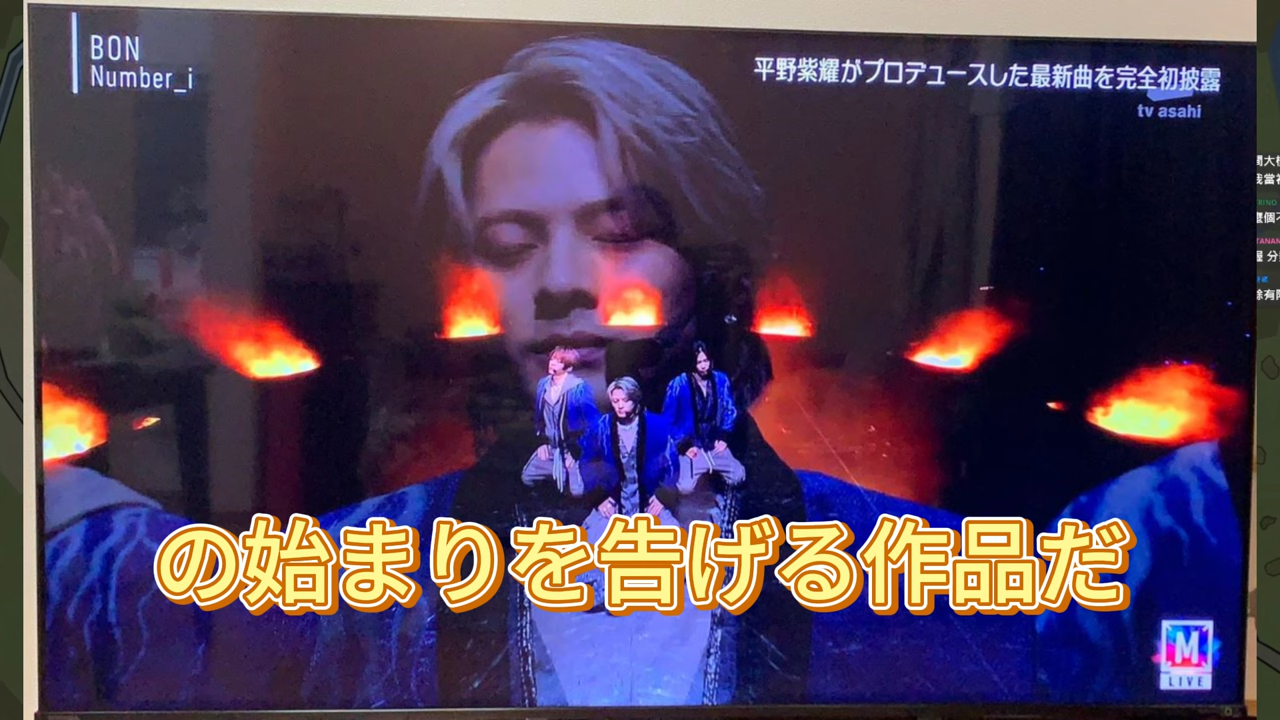 BON
Number_i
平野紫耀がプロデュースした最新曲を完全初披露
tv asahi
の始まりを告げる作品だ
M
LIVE